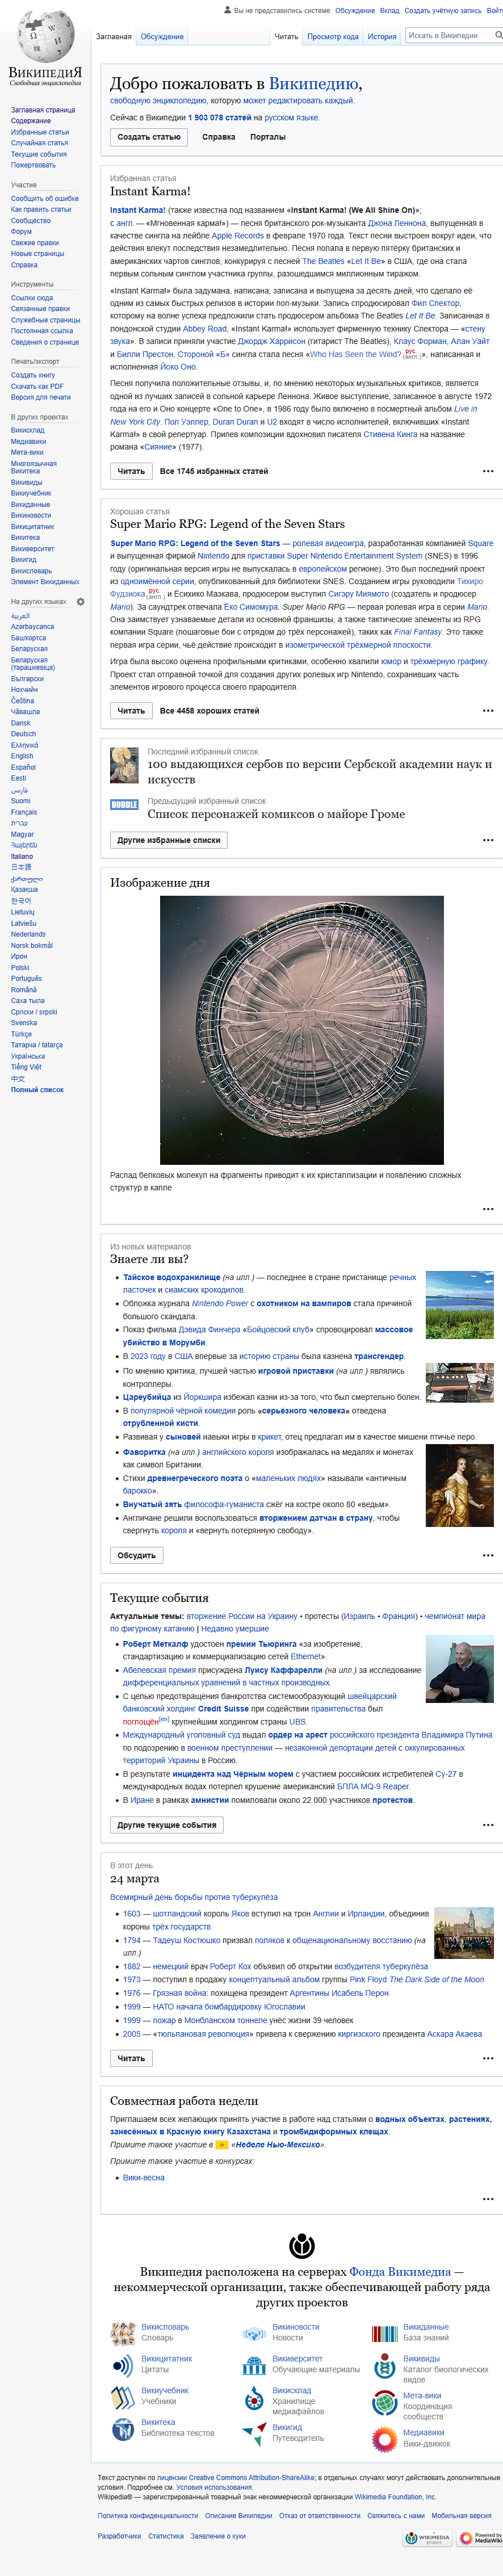 Вы не представились системе Обсуждение Вклад Создать учётную запись
Заглавная Обсуждение Читать Просмотр кода История Искать в Википедии
ВикипедиЯ
Свободная энциклопедия
Заглавная страница
Содержание
Избранные статьи
Случайная статья
Текущие события
Пожертвовать
Участие
Сообщить об ошибке
Как править статьи
Сообщество
Форум
Свежие правки
Новые страницы
Справка
Инструменты
Ссылки сюда
Связанные правки
Служебные страницы
Постоянная ссылка
Сведения о странице
Печать/экспорт
Создать книгу
Скачать как PDF
Версия для печати
В других проектах
Викисклад
Медиавики
Мета-вики
Многоязычная
Викитека
Викивиды
Викиучебник
Викиданные
Викиновости
Викицитатник
Викитека
Викиверситет
Викигид
Викисловарь
Элемент Викиданных
На других языках
العربية
Azərbaycanca
Башҡортса
Беларуская
Беларуская
(тарашкевіца)
Български
Нохчийн
Čeština
Чӑвашла
Dansk
Deutsch
Ελληνικά
English
Español
Eesti
فارسی
Suomi
Français
עברית
Magyar
Հայերեն
Italiano
日本語
ქართული
Қазақша
한국어
Lietuvių
Latviešu
Nederlands
Norsk bokmål
Ирон
Polski
Português
Română
Саха тыла
Српски / srpski
Svenska
Türkçe
Татарча / tatarça
Українська
Tiếng Việt
中文
Полный список
Добро пожаловать в Википедию,
свободную энциклопедию, которую может редактировать каждый.
Сейчас в Википедии 1 903 078 статей на русском языке.
Создать статью Справка Порталы
Избранная статья
Instant Karma!
Instant Karma! (также известна под названием «Instant Karma! (We All Shine On)»;
с англ. — «Мгновенная карма!») — песня британского рок-музыканта Джона Леннона, выпущенная в
качестве сингла на лейбле Apple Records в феврале 1970 года. Текст песни выстроен вокруг идеи, что
действия влекут последствия незамедлительно. Песня попала в первую пятёрку британских и
американских чартов синглов, конкурируя с песней The Beatles «Let It Be» в США, где она стала
первым сольным синглом участника группы, разошедшимся миллионным тиражом.
«Instant Karma!» была задумана, написана, записана и выпущена за десять дней, что сделало её
одним из самых быстрых релизов в истории поп-музыки. Запись спродюсировал Фил Спектор,
которому на волне успеха предложили стать продюсером альбома The Beatles Let It Be. Записанная в
лондонской студии Abbey Road, «Instant Karma!» использует фирменную технику Спектора — «стену
звука». В записи приняли участие Джордж Харрисон (гитарист The Beatles), Клаус Форман, Алан Уайт
и Билли Престон. Стороной «Б» сингла стала песня «Who Has Seen the Wind? рус. (англ.)», написанная и
исполненная Йоко Оно.
Песня получила положительные отзывы, и, по мнению некоторых музыкальных критиков, является
одной из лучших записей в сольной карьере Леннона. Живое выступление, записанное в августе 1972
года на его и Оно концерте «One to One», в 1986 году было включено в посмертный альбом Live in
New York City. Пол Уэллер, Duran Duran и U2 входят в число исполнителей, включивших «Instant
Karma!» в свой репертуар. Припев композиции вдохновил писателя Стивена Кинга на название
романа «Сияние» (1977).
Читать Все 1745 избранных статей
Хорошая статья
Super Mario RPG: Legend of the Seven Stars
Super Mario RPG: Legend of the Seven Stars — ролевая видеоигра, разработанная компанией Square
и выпущенная фирмой Nintendo для приставки Super Nintendo Entertainment System (SNES) в 1996
году (оригинальная версия игры не выпускалась в европейском регионе). Это был последний проект
из одноимённой серии, опубликованный для библиотеки SNES. Создании игры руководили Тихиро
Фудзиока рус. (англ.) и Ёсихико Маэкава, продюсером выступил Сигэру Миямото (создатель и продюсер
Mario). За саундтрек отвечала Ёко Симомура. Super Mario RPG — первая ролевая игра в серии Mario.
Она заимствует узнаваемые детали из основной франшизы, а также тактические элементы из RPG
компании Square (пошаговые бои с отрядом до трёх персонажей), таких как Final Fantasy. Это также
первая игра серии, чьё действие происходит в изометрической трёхмерной плоскости.
Игра была высоко оценена профильными критиками, особенно хвалили юмор и трёхмерную графику.
Проект стал отправной точкой для создания других ролевых игр Nintendo, сохранивших часть
элементов игрового процесса своего прародителя.
Читать Все 4458 хороших статей
Последний избранный список
100 выдающихся сербов по версии Сербской академии наук и
искусств
BUBBLE
Предыдущий избранный список
Список персонажей комиксов о майоре Громе
Другие избранные списки
Изображение дня
Распад белковых молекул на фрагменты приводит к их кристаллизации и появлению сложных
структур в капле
Из новых материалов
Знаете ли вы?
Тайское водохранилище (на илл.) — последнее в стране пристанище речных
ласточек и сиамских крокодилов.
Обложка журнала Nintendo Power с охотником на вампиров стала причиной
большого скандала.
Показ фильма Дэвида Финчера «Бойцовский клуб» спровоцировал массовое
убийство в Морумби.
В 2023 году в США впервые за историю страны была казнена трансгендер.
По мнению критиков, лучшей частью игровой приставки (на илл.) являлись
контроллеры.
Цареубийца из Йоркшира избежал казни из-за того, что был смертельно болен.
В популярной чёрной комедии роль «серьёзного человека» отведена
отрубленной кисти.
Развивая у сыновей навыки игры в крикет, отец предлагал им в качестве мишени птичье перо.
Фаворитка (на илл.) английского короля изображалась на медалях и монетах
как символ Британии.
Стихи древнегреческого поэта о «маленьких людях» называли «античным
барокко».
Внучатый зять философа-гуманиста сжёг на костре около 80 «ведьм».
Англичане решили воспользоваться вторжением датчан в страну, чтобы
свергнуть короля и «вернуть потерянную свободу».
Обсудить
Текущие события
Актуальные темы: вторжение России на Украину • протесты (Израиль • Франция) • чемпионат мира
по фигурному катанию | Недавно умершие
Роберт Меткалф удостоен премии Тьюринга «за изобретение,
стандартизацию и коммерциализацию сетей Ethernet».
Абелевская премия присуждена Луису Каффарелли (на илл.) за исследование
дифференциальных уравнений в частных производных.
С целью предотвращения банкротства системообразующий швейцарский
банковский холдинг Credit Suisse при содействии правительства был
поглощён[en] крупнейшим холдингом страны UBS.
Международный уголовный суд выдал ордер на арест российского президента Владимира Путина
по подозрению в военном преступлении — незаконной депортации детей с оккупированных
территорий Украины в Россию.
В результате инцидента над Чёрным морем с участием российских истребителей Су-27 в
международных водах потерпел крушение американский БПЛА MQ-9 Reaper.
В Иране в рамках амнистии помиловали около 22 000 участников протестов.
Другие текущие события
В этот день
24 марта
Всемирный день борьбы против туберкулёза
1603 — шотландский король Яков вступил на трон Англии и Ирландии, объединив
короны трёх государств
1794 — Тадеуш Костюшко призвал поляков к общенациональному восстанию (на
илл.)
1882 — немецкий врач Роберт Кох объявил об открытии возбудителя туберкулёза
1973 — поступил в продажу концептуальный альбом группы Pink Floyd The Dark Side of the Moon
1976 — Грязная война: похищена президент Аргентины Исабель Перон
1999 — НАТО начала бомбардировку Югославии
1999 — пожар в Монбланском тоннеле унёс жизни 39 человек
2005 — «тюльпановая революция» привела к свержению киргизского президента Аскара Акаева
Читать
Совместная работа недели
Приглашаем всех желающих принять участие в работе над статьями о водных объектах, растениях,
занесённых в Красную книгу Казахстана и тромбидиформных клещах.
Примите также участие в «Неделе Нью-Мексико».
Примите также участие в конкурсах:
Вики-весна
Википедия расположена на серверах Фонда Викимедиа —
некоммерческой организации, также обеспечивающей работу ряда
других проектов
Викисловарь
Словарь
Викиновости
Новости
Викиданные
База знаний
Викицитатник
Цитаты
Викиверситет
Обучающие материалы
Викивиды
Каталог биологических
видов
Викиучебник
Учебники
Викисклад
Хранилище
медиафайлов
Мета-вики
Координация
сообществ
Викитека
Библиотека текстов
Викигид
Путеводитель
Медиавики
Вики-движок
Текст доступен по лицензии Creative Commons Attribution-ShareAlike; в отдельных случаях могут действовать дополнительные
условия. Подробнее см. Условия использования.
Wikipedia® — зарегистрированный товарный знак некоммерческой организации Wikimedia Foundation, Inc.
Политика конфиденциальности Описание Википедии Отказ от ответственности Свяжитесь с нами Мобильная версия
Разработчики Статистика Заявление о куки
WIKIMEDIA
project
Powered by